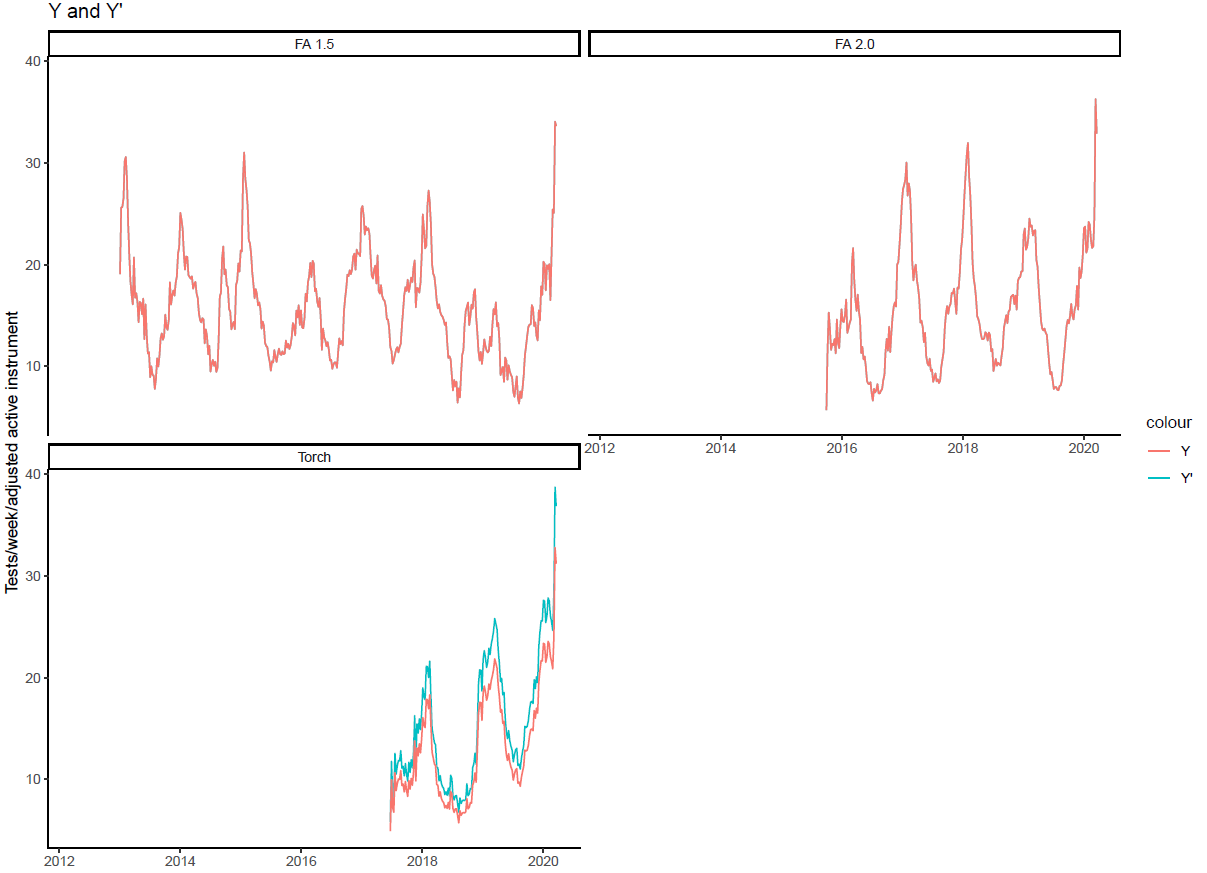 Y and Y'
FA 1.5
FA 2.0
40
30
20
10
2012
2014
2016
2018
2020
Torch
40
30
20
10
2012
2014
2016
2018
2020
Tests/week/adjusted active instrument
colour
Y
Y'